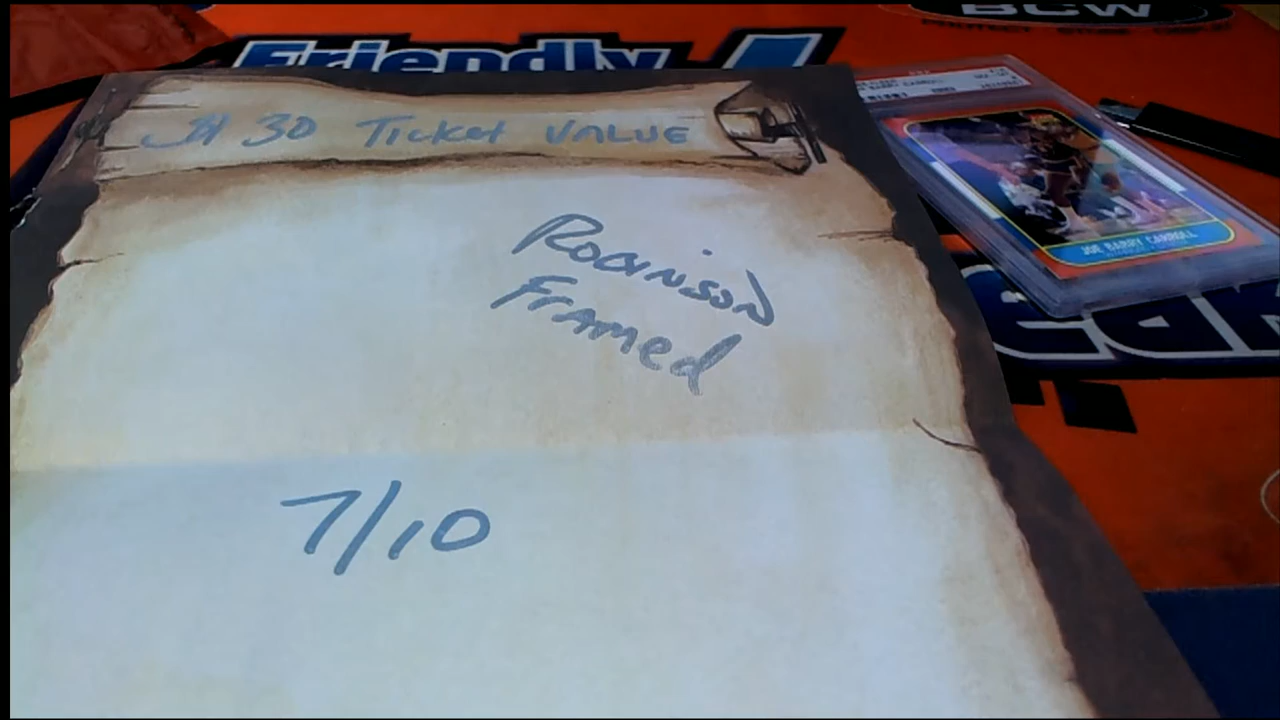 BCW
Friendly
JH 30 Ticket VALUE
Robinson
Framed
JOE BARRY CARROLL
7/10